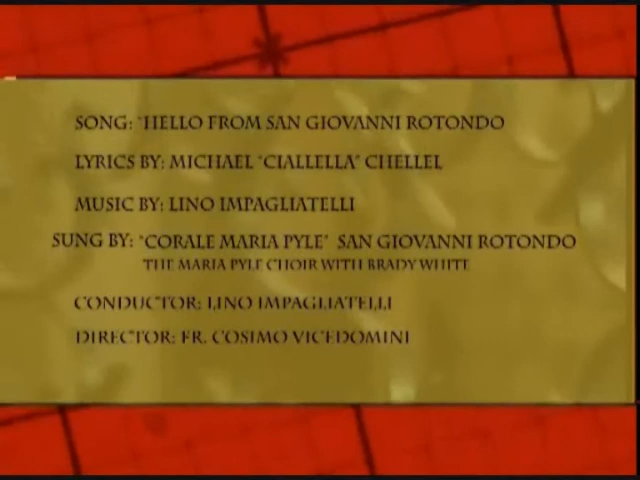 SONG: "HELLO FROM SAN GIOVANNI ROTONDO
LYRICS BY: MICHAEL "CIALLELLA" CHELLEL
MUSIC BY: LINO IMPAGLIATELLI
SUNG BY: "CORALE MARIA PYLE" SAN GIOVANNI ROTONDO
THE MARIA PYLE CHOIR WITH BRADY WHITE
CONDUCTOR: LINO IMPAGLIATELLI
DIRECTOR: FR. COSIMO VICEDOMINI